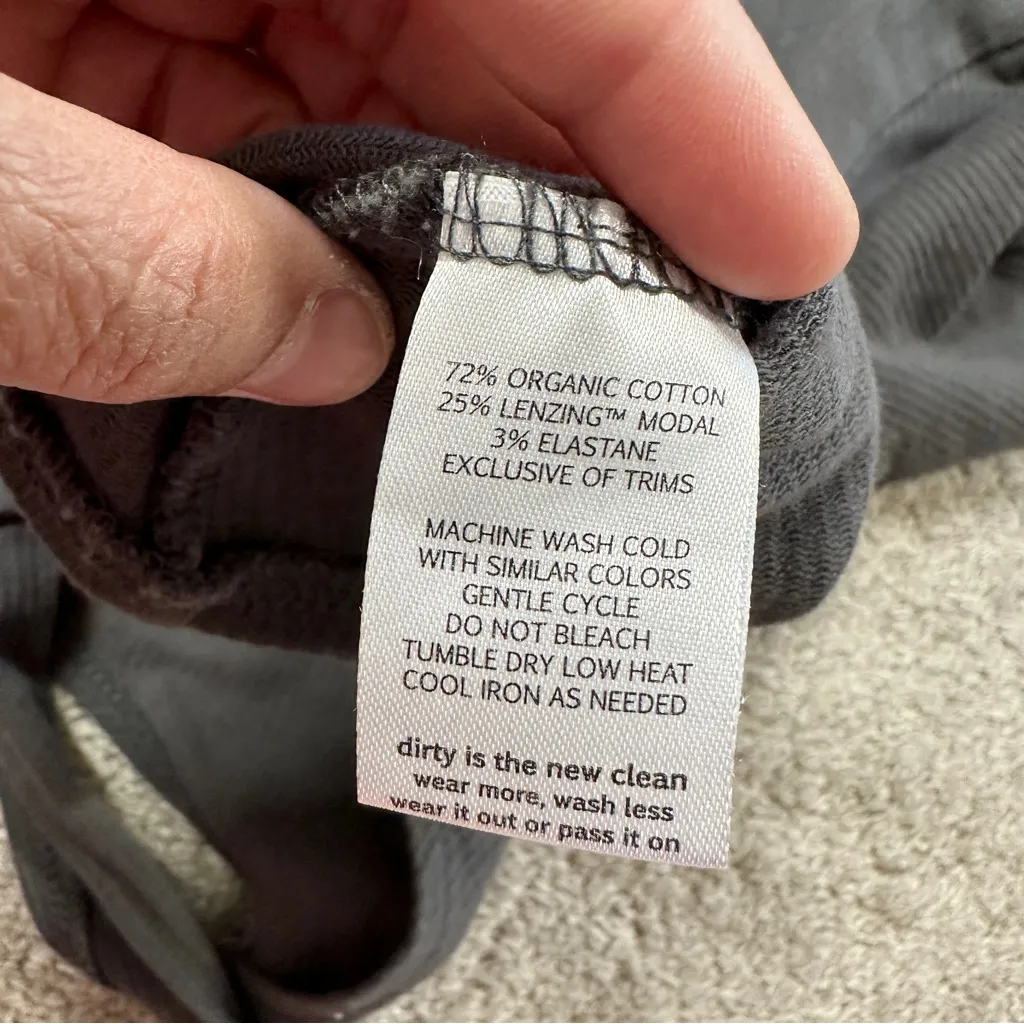 72% ORGANIC COTTON
25% LENZING™ MODAL
3% ELASTANE
EXCLUSIVE OF TRIMS
MACHINE WASH COLD
WITH SIMILAR COLORS
GENTLE CYCLE
DO NOT BLEACH
TUMBLE DRY LOW HEAT
COOL IRON AS NEEDED
dirty is the new clean
wear more, wash less
wear it out or pass it on